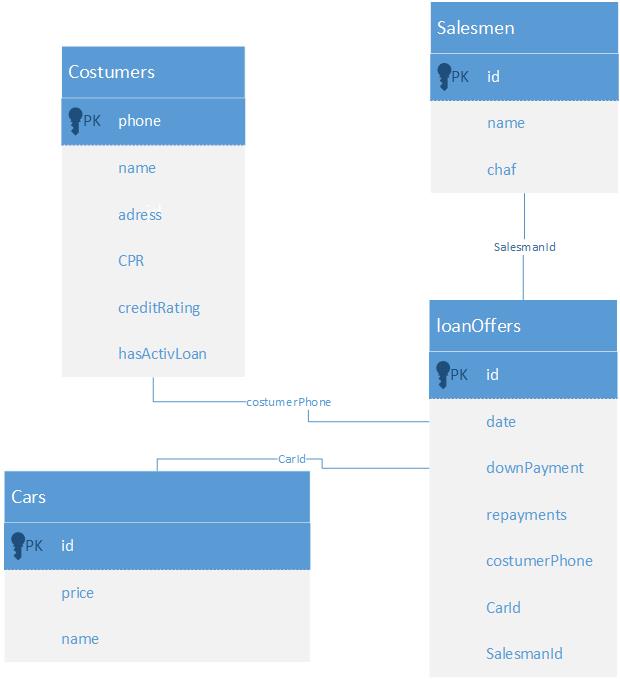 Costumers
PK phone
name
adress
CPR
creditRating
hasActivLoan
Salesmen
PK id
name
chaf
SalesmanId
loanOffers
PK id
date
downPayment
repayments
costumerPhone
CarId
SalesmanId
costumerPhone
CarId
Cars
PK id
price
name